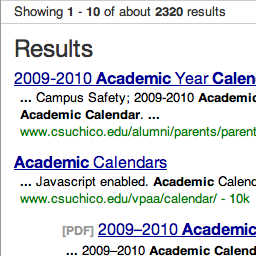 Showing 1 - 10 of about 2320 results
Results
2009-2010 Academic Year Calen
... Campus Safety; 2009-2010 Academic
Academic Calendar. ...
www.csuchico.edu/alumni/parents/parent
Academic Calendars
... Javascript enabled. Academic Calend
www.csuchico.edu/vpaa/calendar/ - 10k
[PDF] 2009–2010 Academic
... 2009–2010 Academic Calend